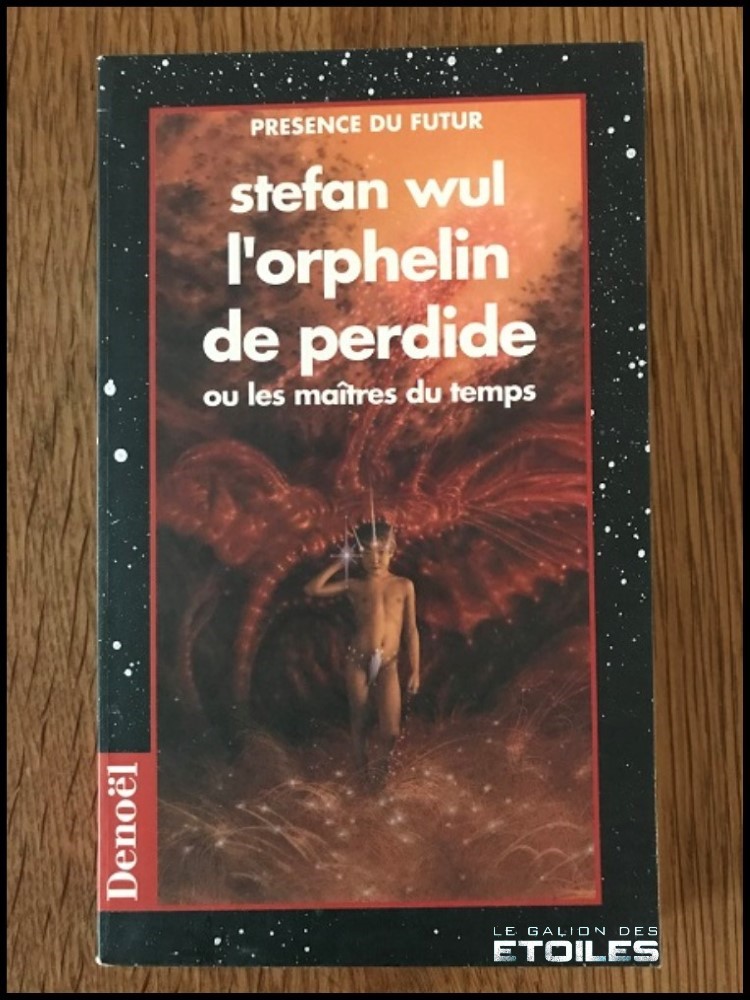 PRESENCE DU FUTUR
stefan wul
l'orphelin
de perdide
ou les maîtres du temps
Denoël
LE GALION DES
ETOILES